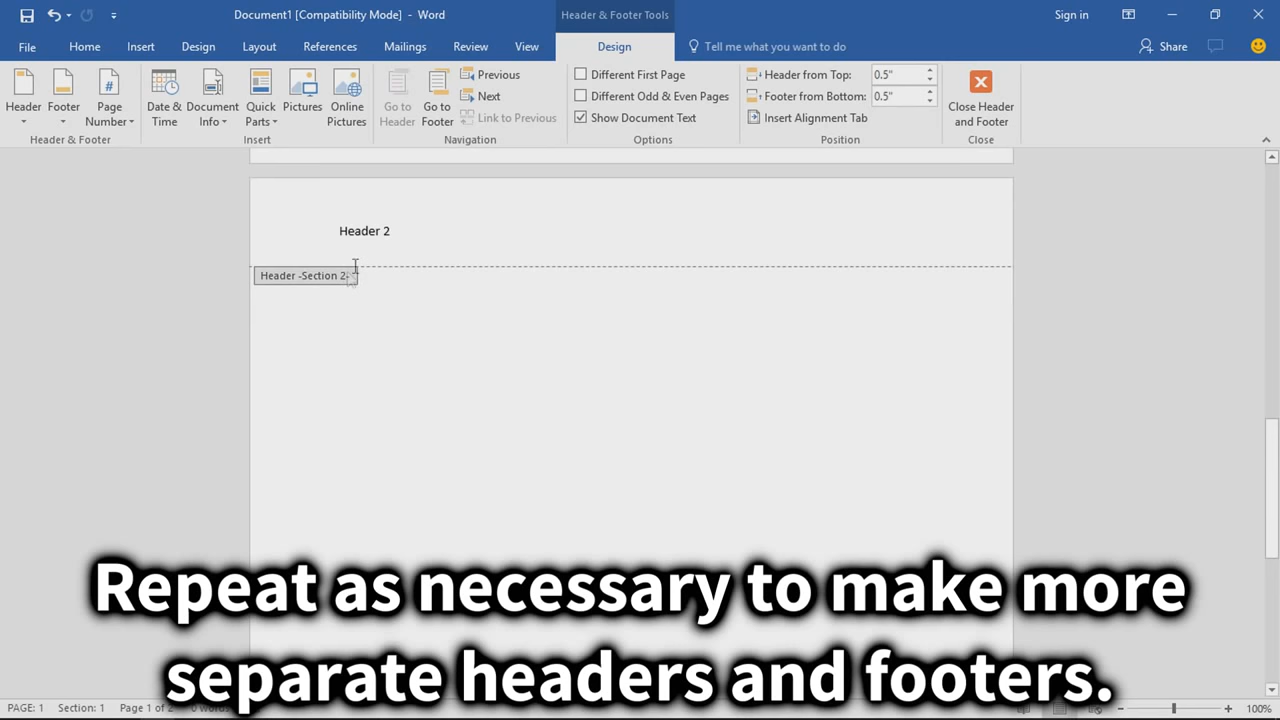 Document1 [Compatibility Mode] - Word
Header & Footer Tools
Sign in
File
Home
Insert
Design
Layout
References
Mailings
Review
View
Design
Tell me what you want to do
Share
Header
Footer
Page
Number
Header & Footer
Date &
Time
Document
Info
Quick
Parts
Pictures
Online
Pictures
Insert
Go to
Header
Go to
Footer
Previous
Next
Link to Previous
Navigation
Different First Page
Different Odd & Even Pages
Show Document Text
Options
Header from Top: 0.5"
Footer from Bottom: 0.5"
Insert Alignment Tab
Position
Close Header
and Footer
Close
Header 2
Header -Section 2-
Repeat as necessary to make more
separate headers and footers.
PAGE: 1
Section: 1
Page 1 of 2
100%